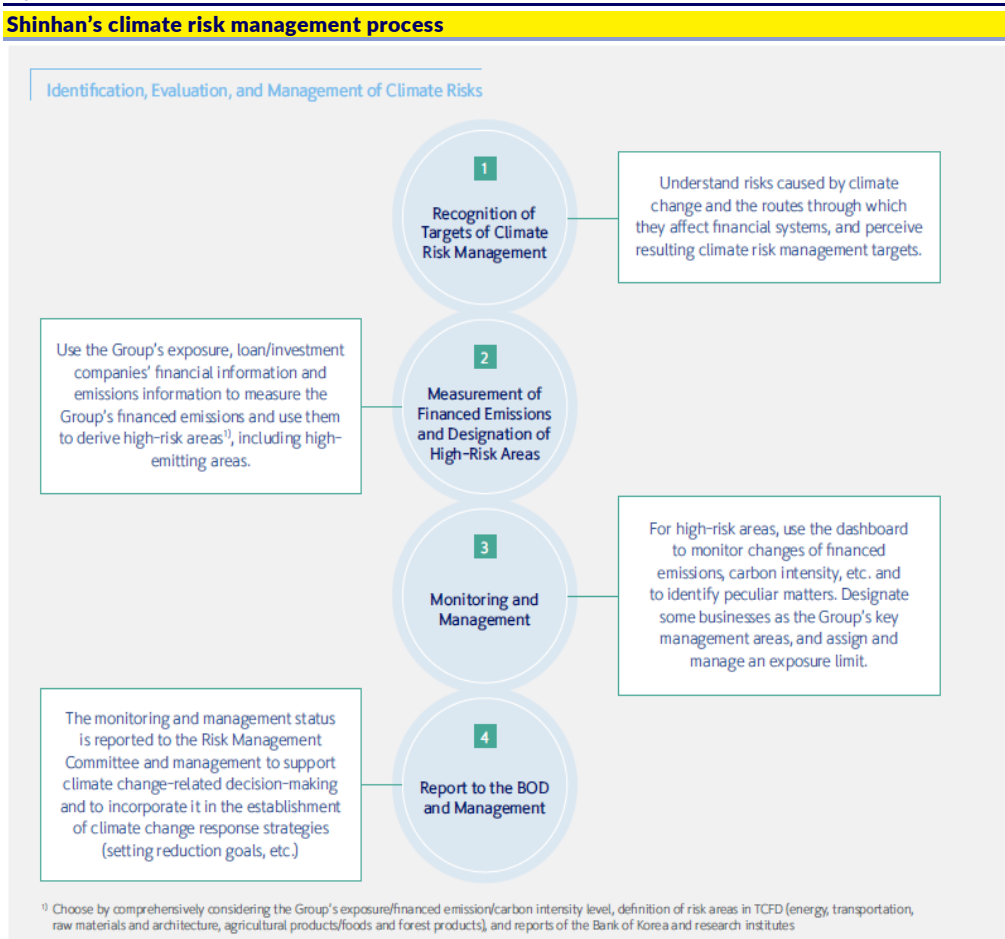 Shinhan’s climate risk management process
Identification, Evaluation, and Management of Climate Risks
1
Recognition of
Targets of Climate
Risk Management
Understand risks caused by climate
change and the routes through which
they affect financial systems, and perceive
resulting climate risk management targets.
Use the Group’s exposure, loan/investment
companies’ financial information and
emissions information to measure the
Group’s financed emissions and use them
to derive high-risk areas¹⁾, including high-
emitting areas.
2
Measurement of
Financed Emissions
and Designation of
High-Risk Areas
3
Monitoring and
Management
For high-risk areas, use the dashboard
to monitor changes of financed
emissions, carbon intensity, etc. and
to identify peculiar matters. Designate
some businesses as the Group’s key
management areas, and assign and
manage an exposure limit.
The monitoring and management status
is reported to the Risk Management
Committee and management to support
climate change-related decision-making
and to incorporate it in the establishment
of climate change response strategies
(setting reduction goals, etc.)
4
Report to the BOD
and Management
¹⁾ Choose by comprehensively considering the Group’s exposure/financed emission/carbon intensity level, definition of risk areas in TCFD (energy, transportation,
raw materials and architecture, agricultural products/foods and forest products), and reports of the Bank of Korea and research institutes